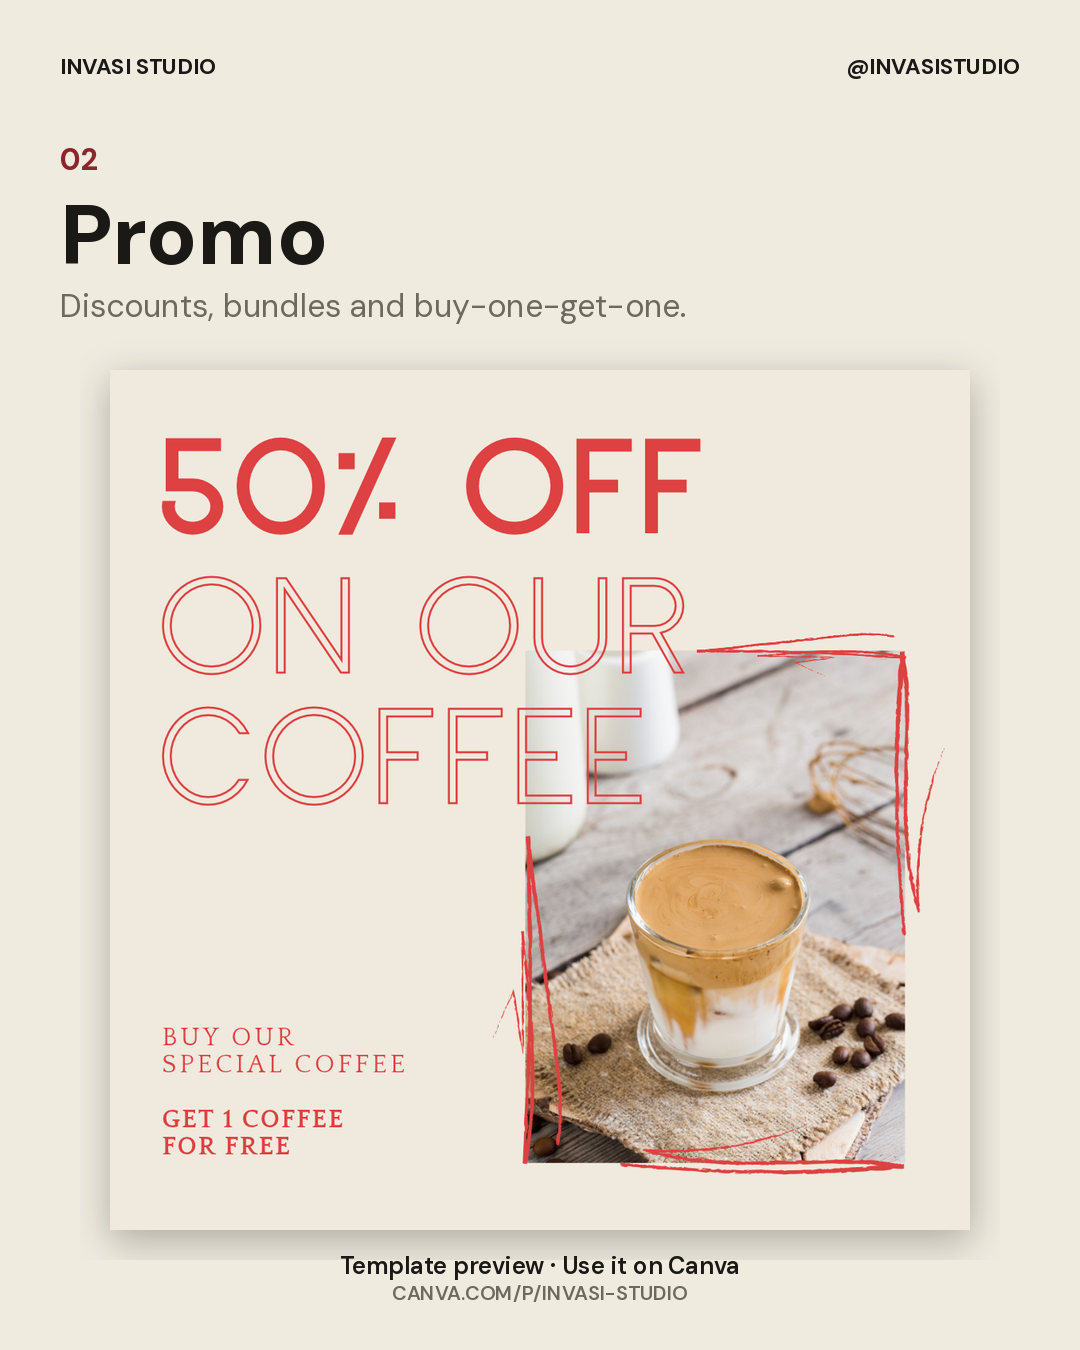 INVASI STUDIO
@INVASISTUDIO
02
Promo
Discounts, bundles and buy-one-get-one.
50% OFF
ON OUR
COFFEE
BUY OUR
SPECIAL COFFEE
GET 1 COFFEE
FOR FREE
Template preview · Use it on Canva
CANVA.COM/P/INVASI-STUDIO